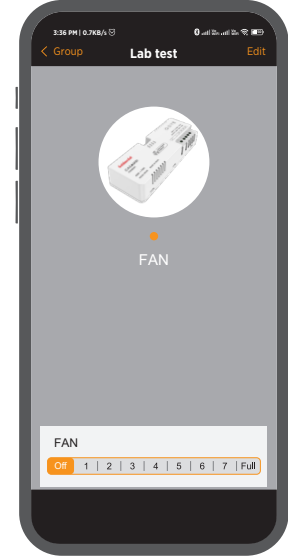 3:36 PM | 0.7KB/s
Group
Lab test
Edit
FAN
FAN
Off | 1 | 2 | 3 | 4 | 5 | 6 | 7 | Full